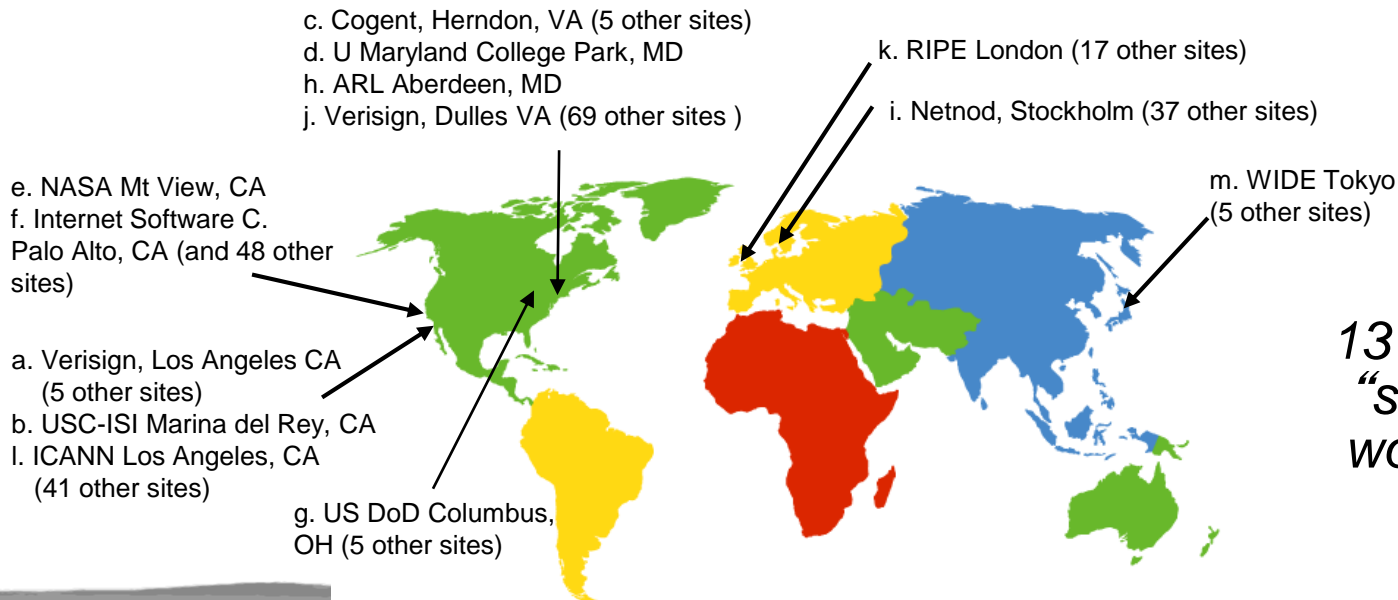 c. Cogent, Herndon, VA (5 other sites)
d. U Maryland College Park, MD
h. ARL Aberdeen, MD
j. Verisign, Dulles VA (69 other sites )
k. RIPE London (17 other sites)
i. Netnod, Stockholm (37 other sites)
m. WIDE Tokyo
(5 other sites)
e. NASA Mt View, CA
f. Internet Software C.
Palo Alto, CA (and 48 other
sites)
a. Verisign, Los Angeles CA
(5 other sites)
b. USC-ISI Marina del Rey, CA
l. ICANN Los Angeles, CA
(41 other sites)
g. US DoD Columbus,
OH (5 other sites)
13